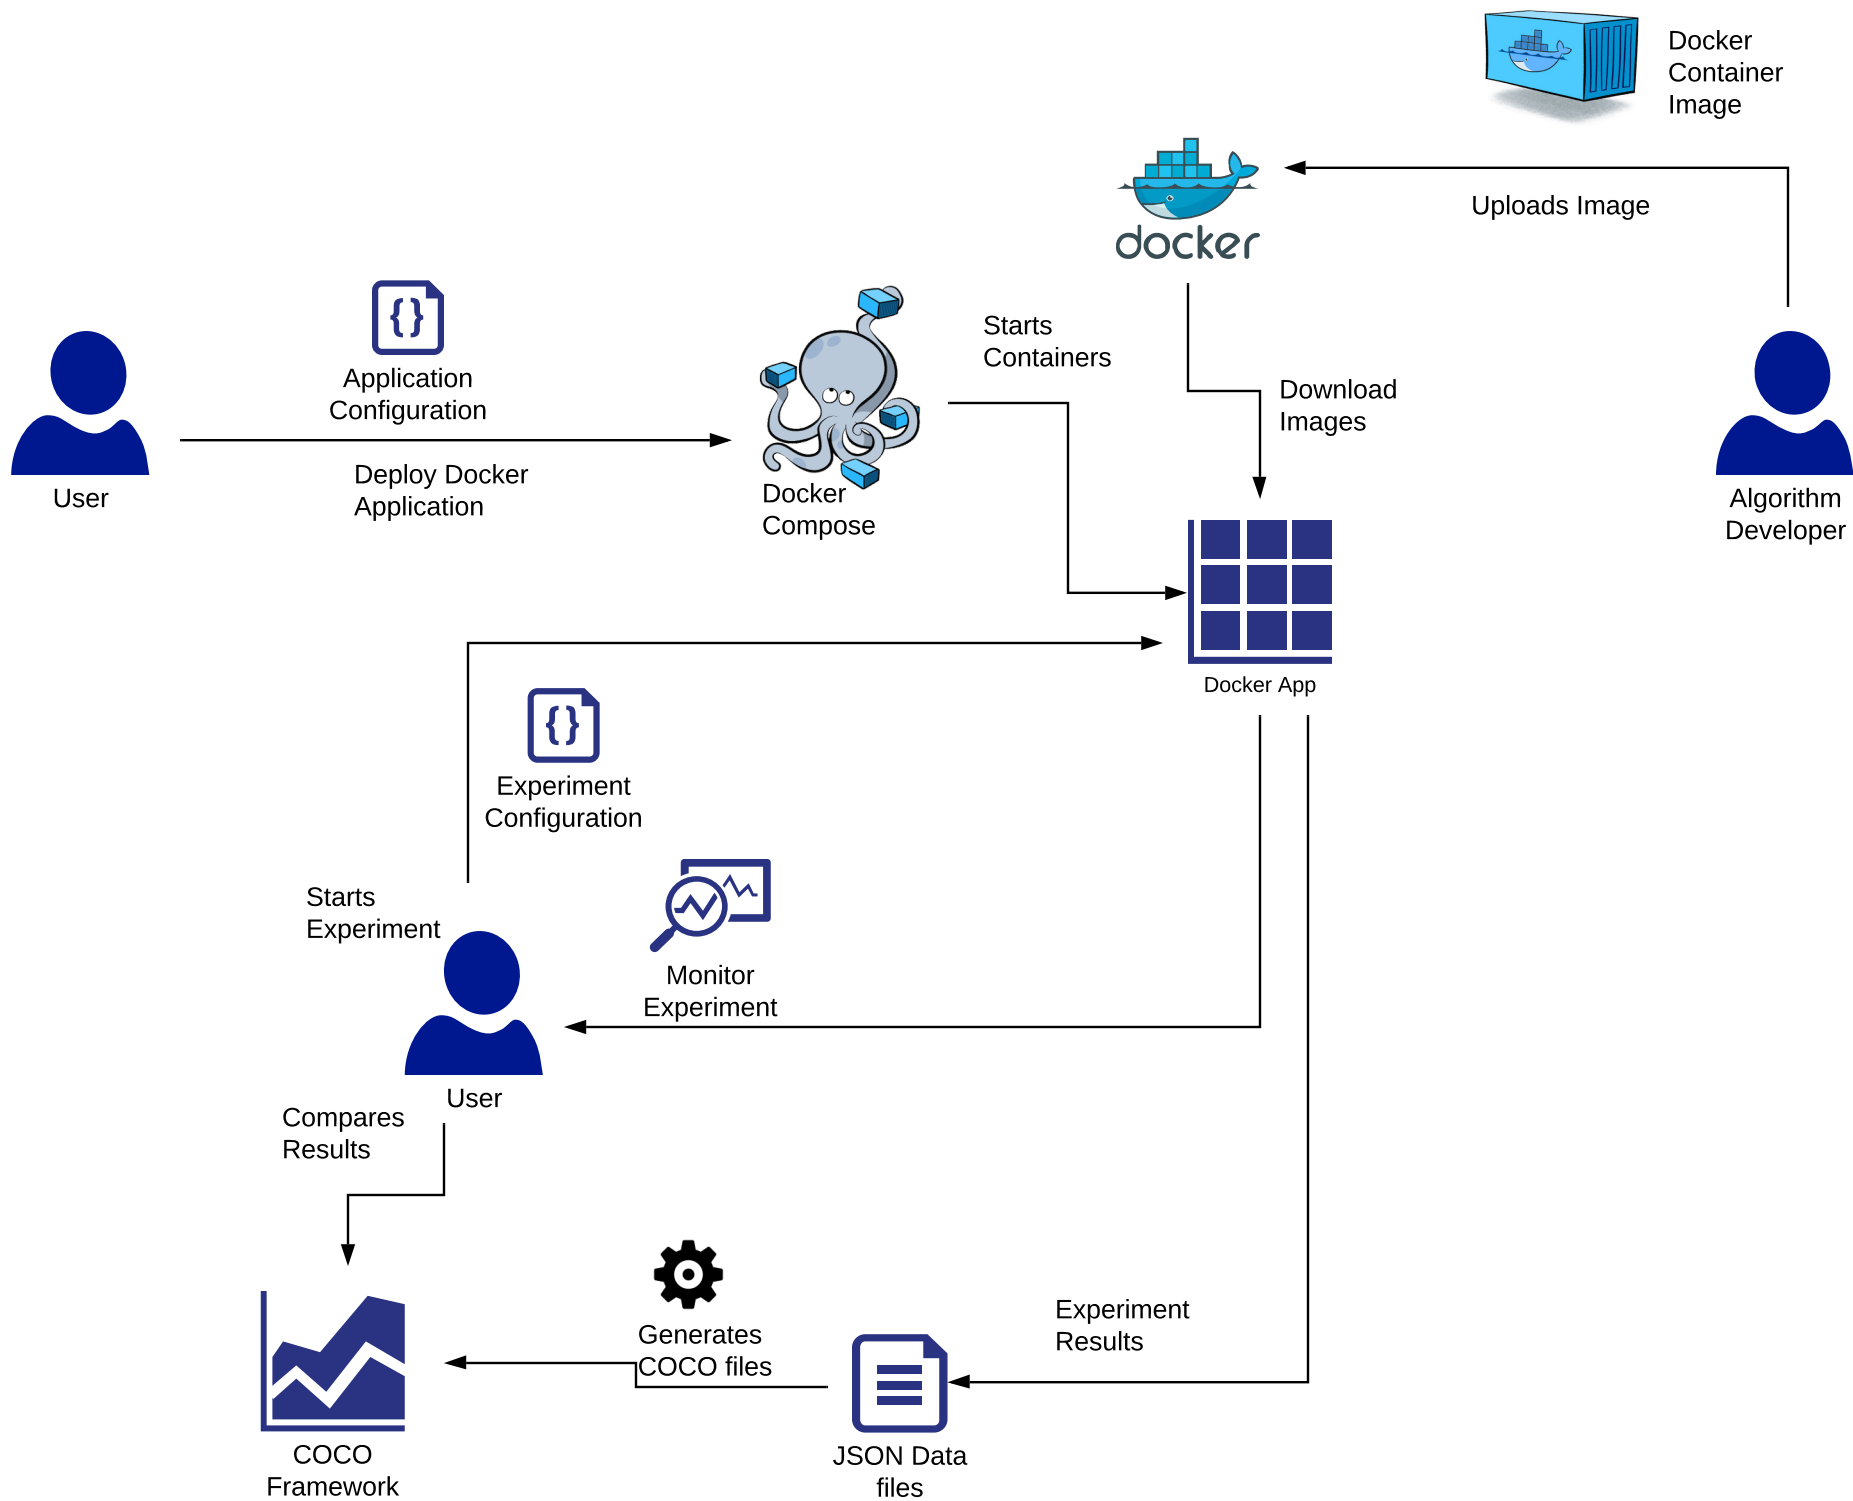 Docker
Container
Image
docker
Uploads Image
Application
Configuration
Starts
Containers
Download
Images
Deploy Docker
Application
User
Docker
Compose
Algorithm
Developer
Docker App
Experiment
Configuration
Starts
Experiment
Monitor
Experiment
User
Compares
Results
Generates
COCO files
Experiment
Results
COCO
Framework
JSON Data
files